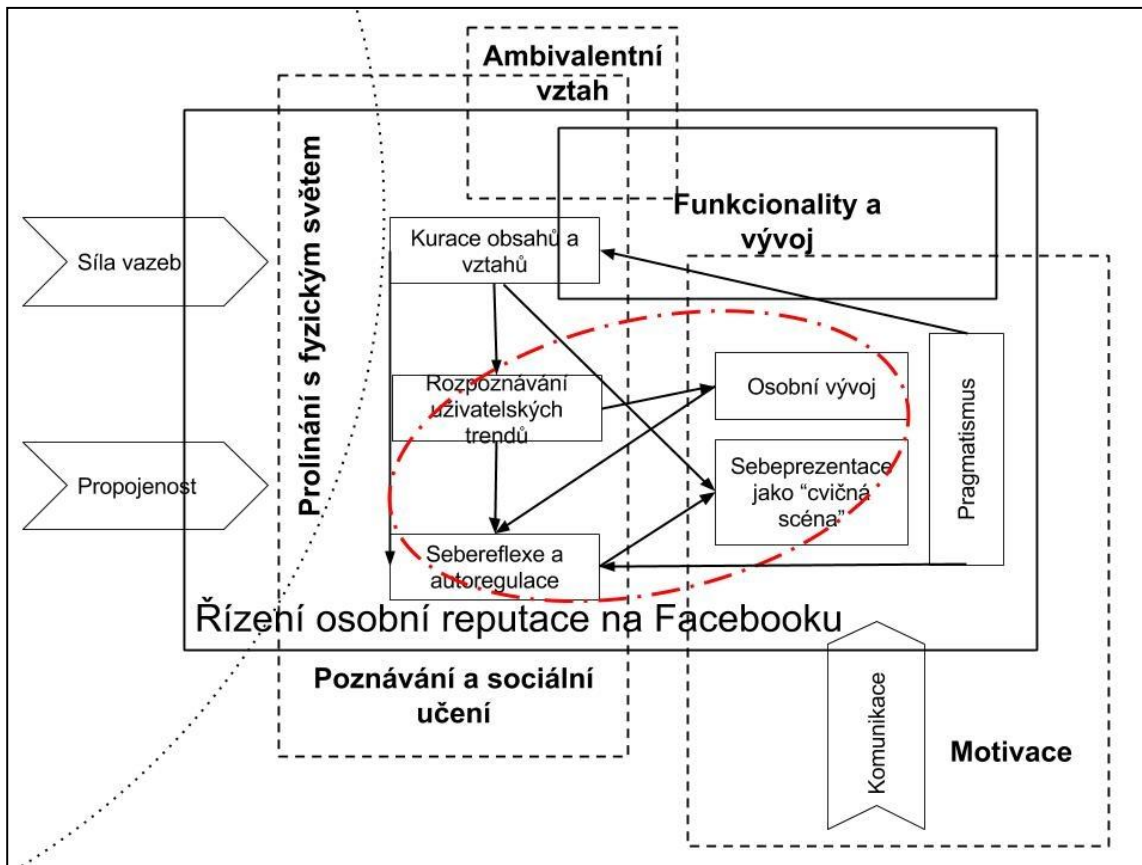 Ambivalentní
vztah
Prolínání s fyzickým světem
Funkcionality a
vývoj
Síla vazeb
Kurace obsahů a
vztahů
Rozpoznávání
uživatelských
trendů
Osobní vývoj
Pragmatismus
Propojenost
Sebeprezentace
jako “cvičná
scéna”
Sebereflexe a
autoregulace
Řízení osobní reputace na Facebooku
Poznávání a sociální
učení
Komunikace
Motivace